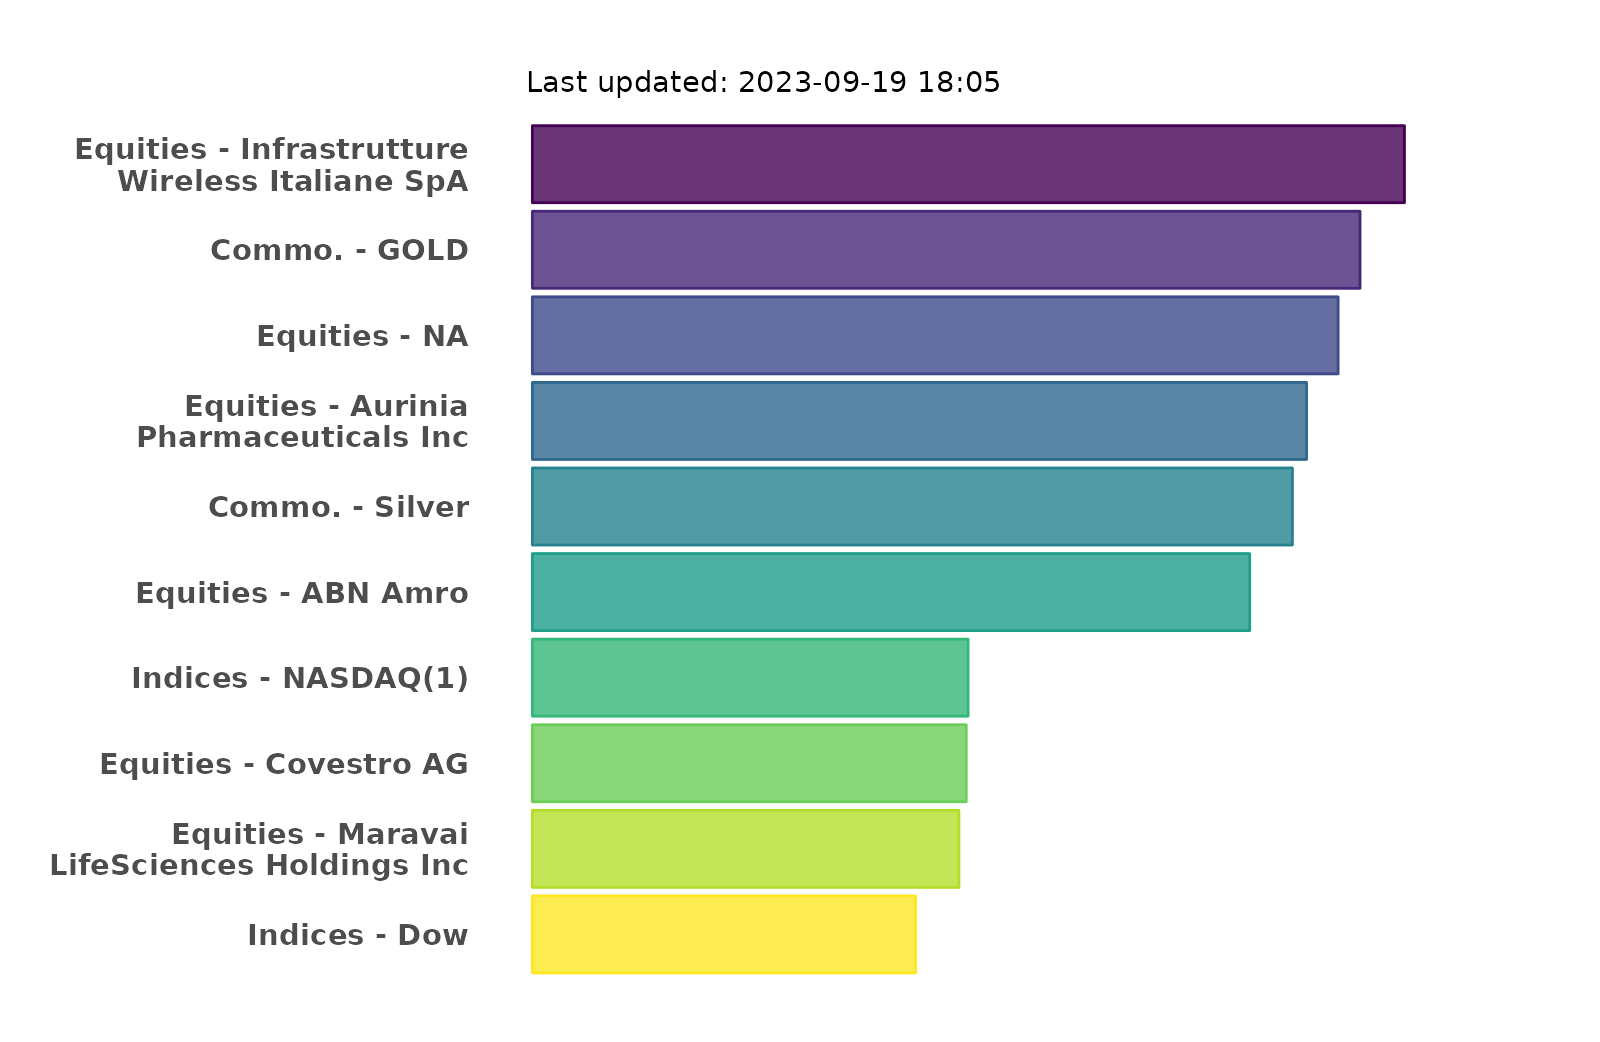 Last updated: 2023-09-19 18:05
Equities - Infrastrutture
Wireless Italiane SpA
Commo. - GOLD
Equities - NA
Equities - Aurinia
Pharmaceuticals Inc
Commo. - Silver
Equities - ABN Amro
Indices - NASDAQ(1)
Equities - Covestro AG
Equities - Maravai
LifeSciences Holdings Inc
Indices - Dow